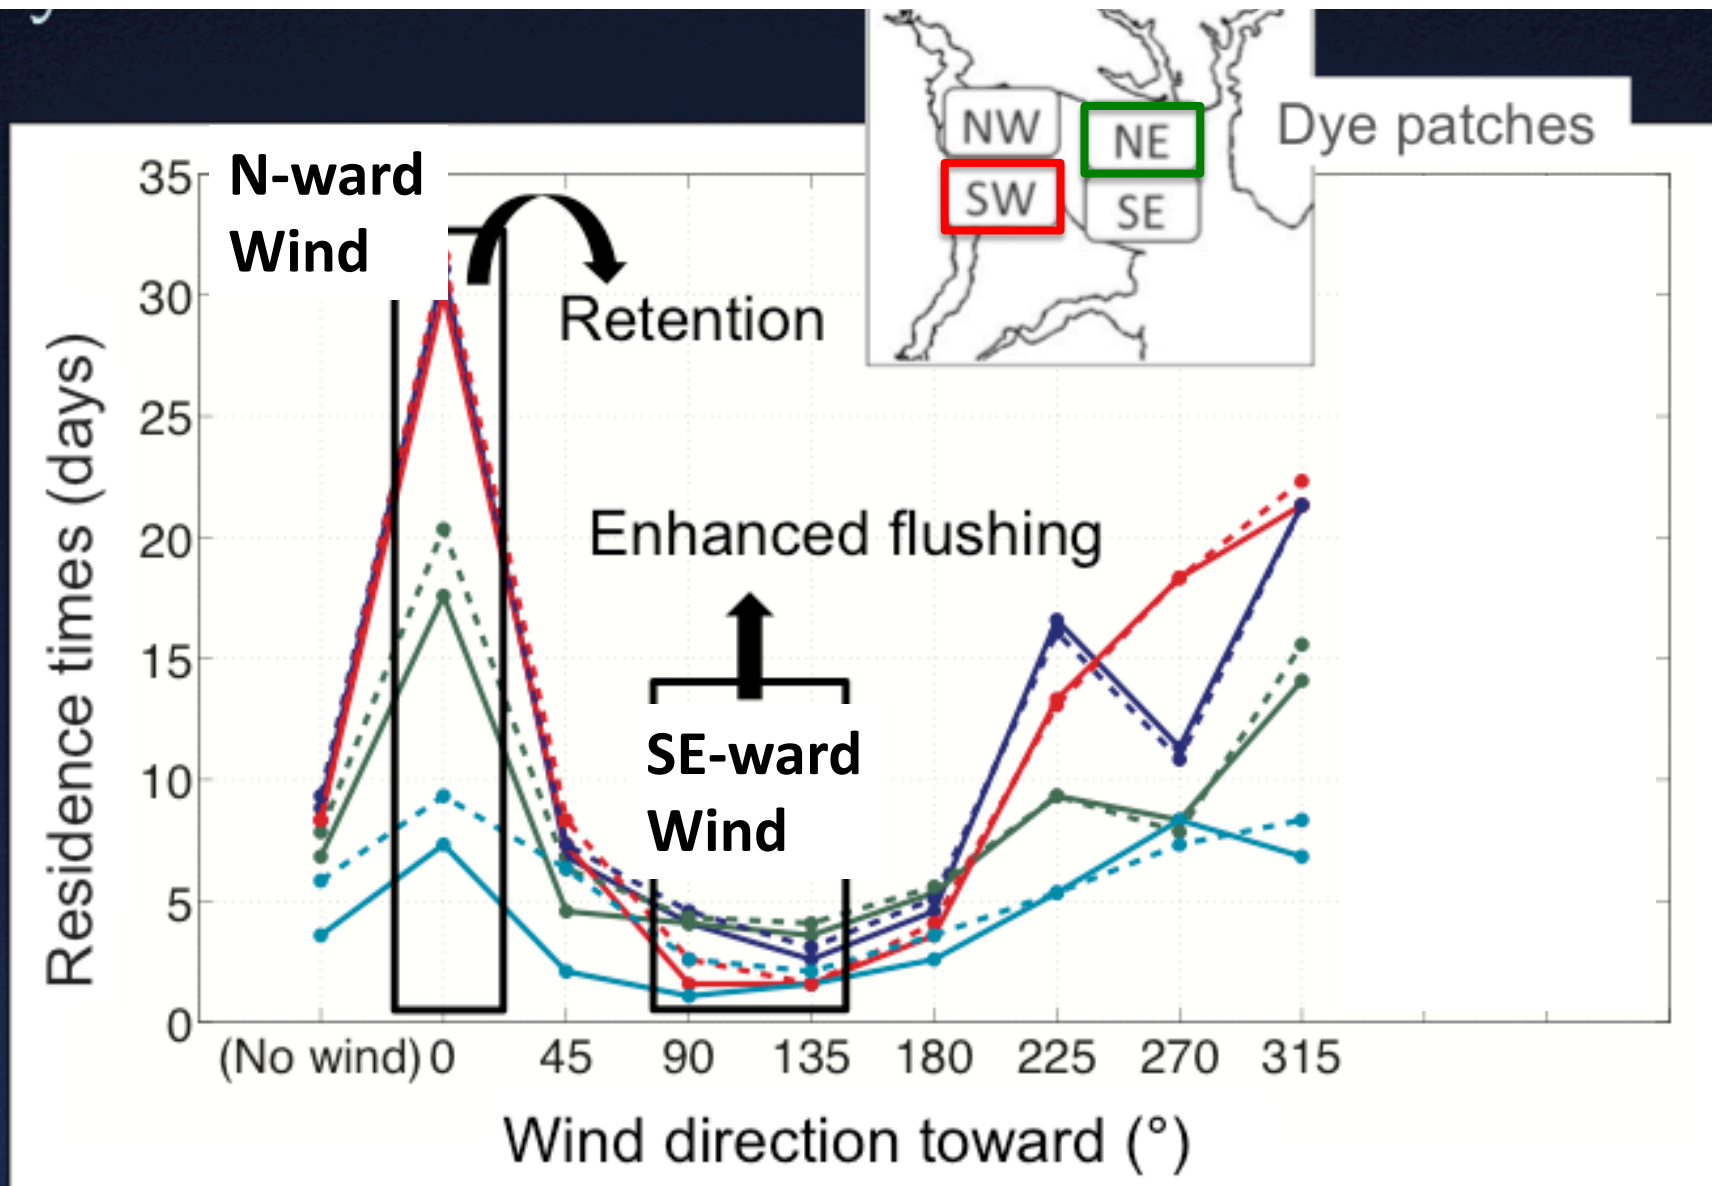 NW
NE
SW
SE
Dye patches
N-ward
Wind
Retention
Enhanced flushing
SE-ward
Wind
Residence times (days)
35
30
25
20
15
10
5
0
(No wind) 0 45 90 135 180 225 270 315
Wind direction toward (°)